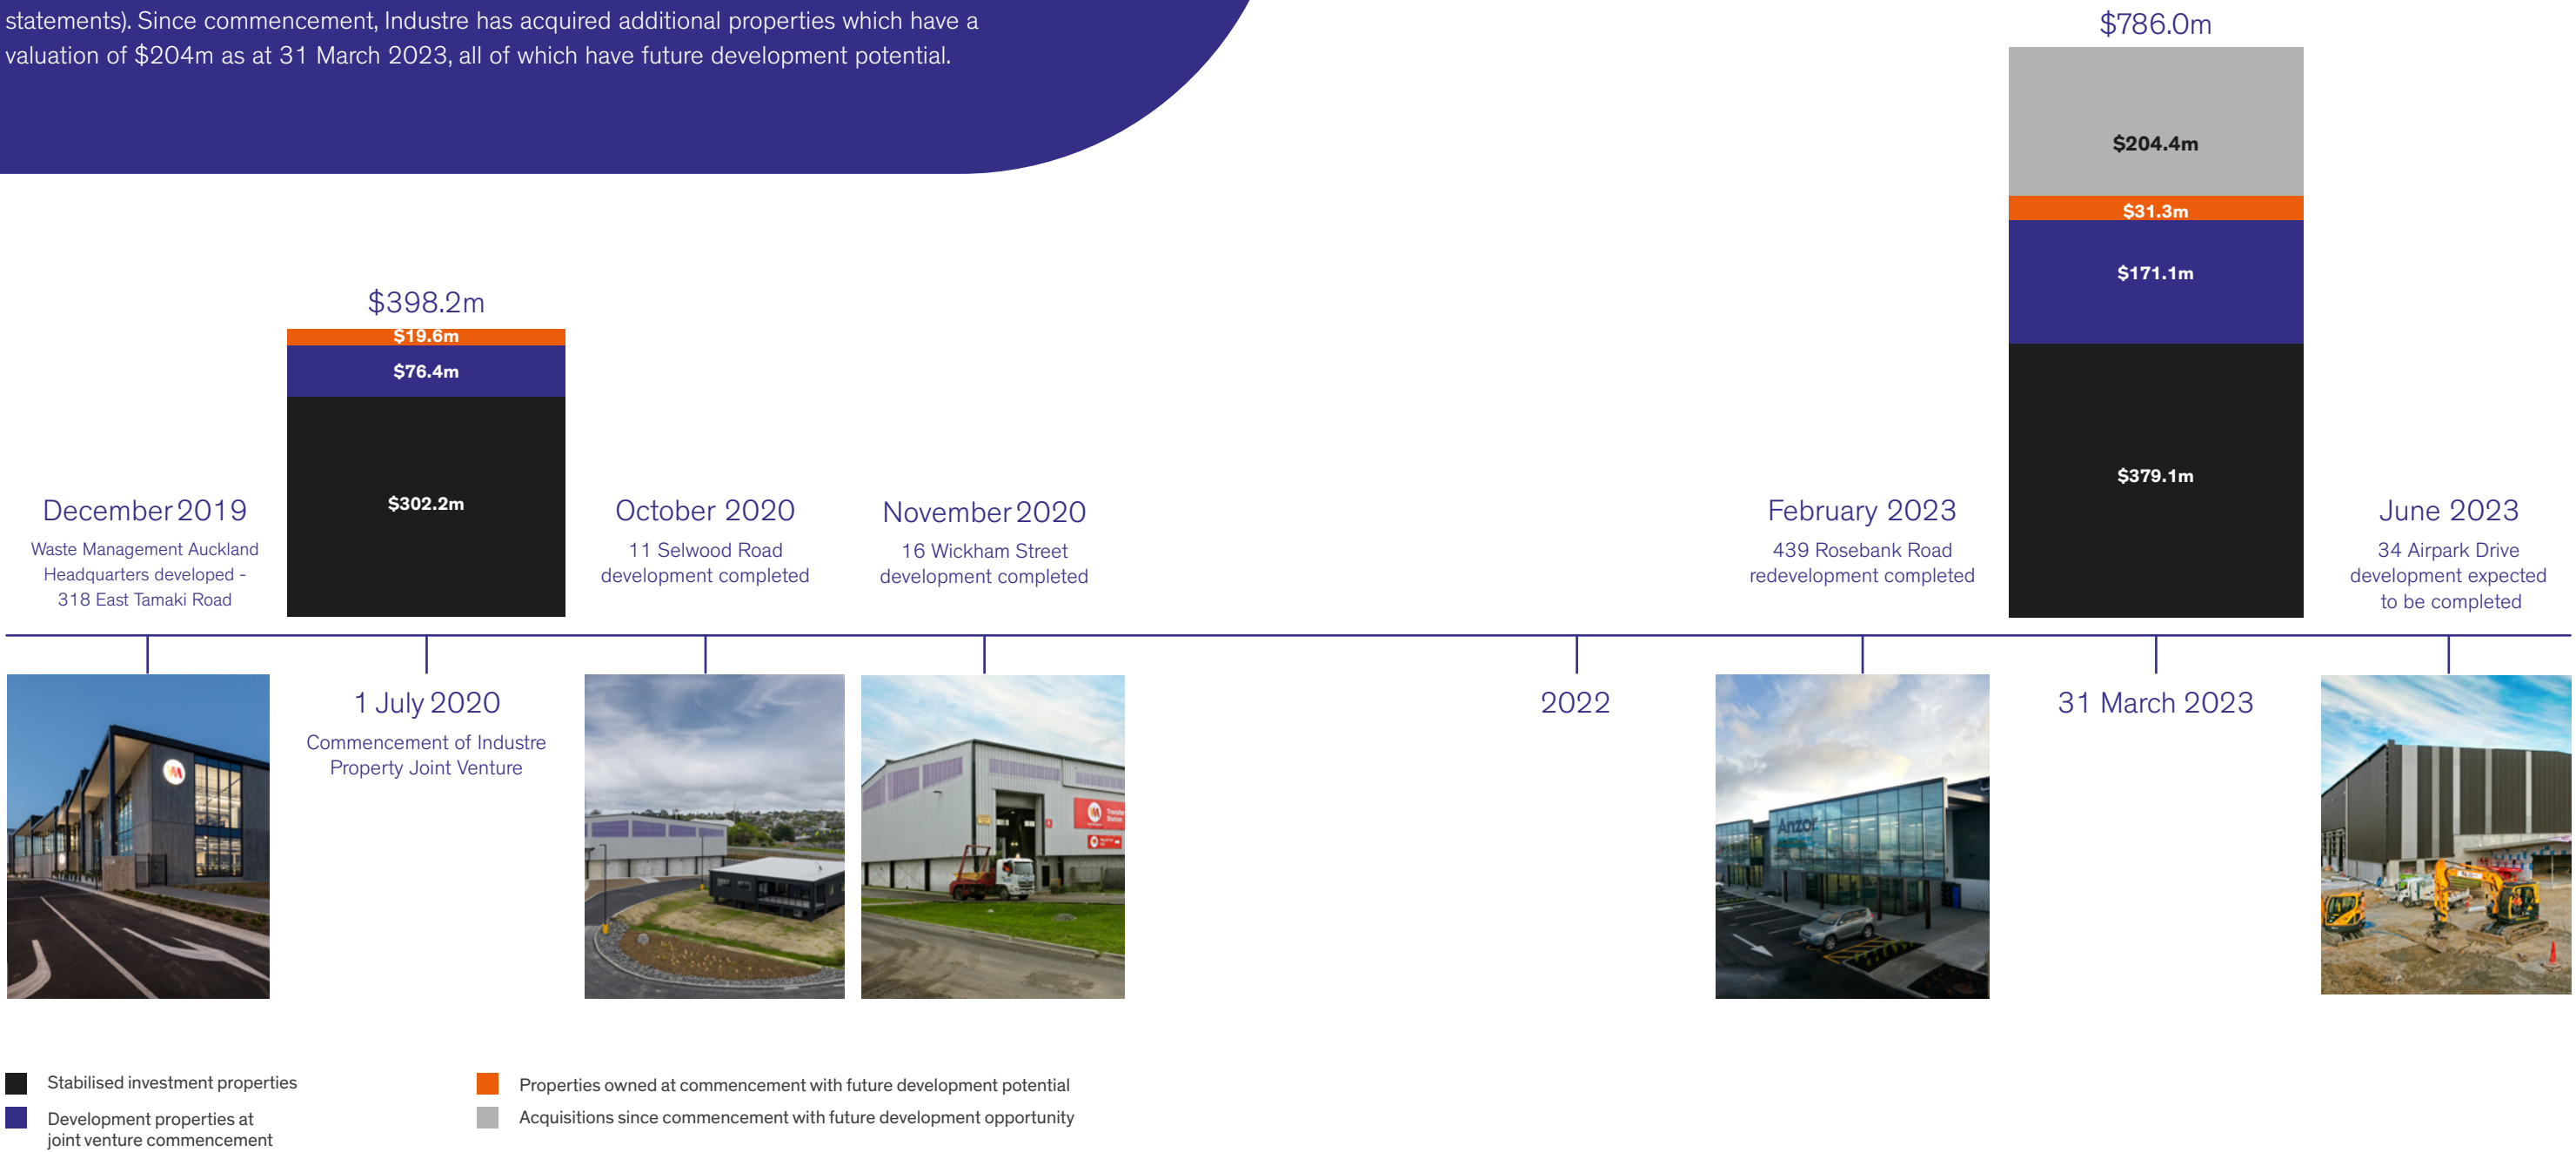 statements). Since commencement, Industre has acquired additional properties which have a
valuation of $204m as at 31 March 2023, all of which have future development potential.
$786.0m
$204.4m
$31.3m
$171.1m
$379.1m
$398.2m
$19.6m
$76.4m
$302.2m
December 2019
Waste Management Auckland
Headquarters developed -
318 East Tamaki Road
October 2020
11 Selwood Road
development completed
November 2020
16 Wickham Street
development completed
February 2023
439 Rosebank Road
redevelopment completed
June 2023
34 Airpark Drive
development expected
to be completed
1 July 2020
Commencement of Industre
Property Joint Venture
2022
31 March 2023
Transfer
Station
Anzor
Stabilised investment properties
Development properties at
joint venture commencement
Properties owned at commencement with future development potential
Acquisitions since commencement with future development opportunity